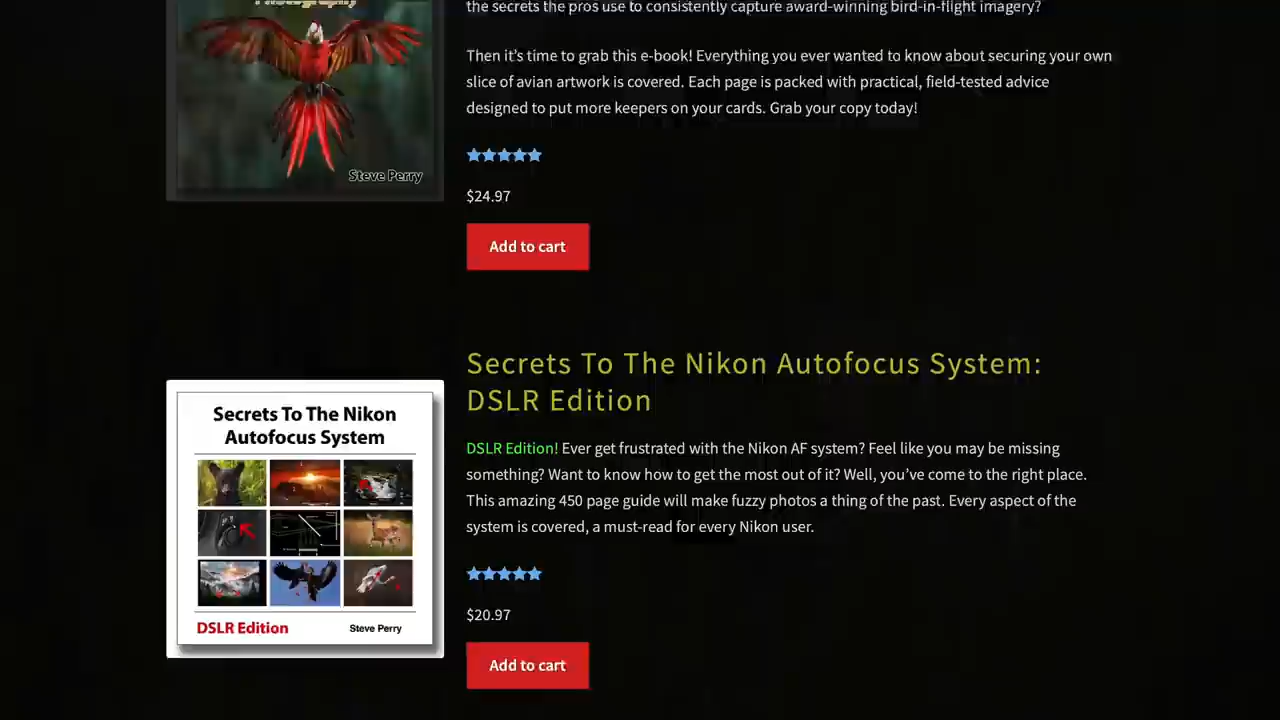 Photography
the secrets the pros use to consistently capture award-winning bird-in-flight imagery?
Then it’s time to grab this e-book! Everything you ever wanted to know about securing your own
slice of avian artwork is covered. Each page is packed with practical, field-tested advice
designed to put more keepers on your cards. Grab your copy today!
Steve Perry
$24.97
Add to cart
Secrets To The Nikon Autofocus System:
DSLR Edition
DSLR Edition! Ever get frustrated with the Nikon AF system? Feel like you may be missing
something? Want to know how to get the most out of it? Well, you’ve come to the right place.
This amazing 450 page guide will make fuzzy photos a thing of the past. Every aspect of the
system is covered, a must-read for every Nikon user.
$20.97
Add to cart
Secrets To The Nikon
Autofocus System
DSLR Edition
Steve Perry